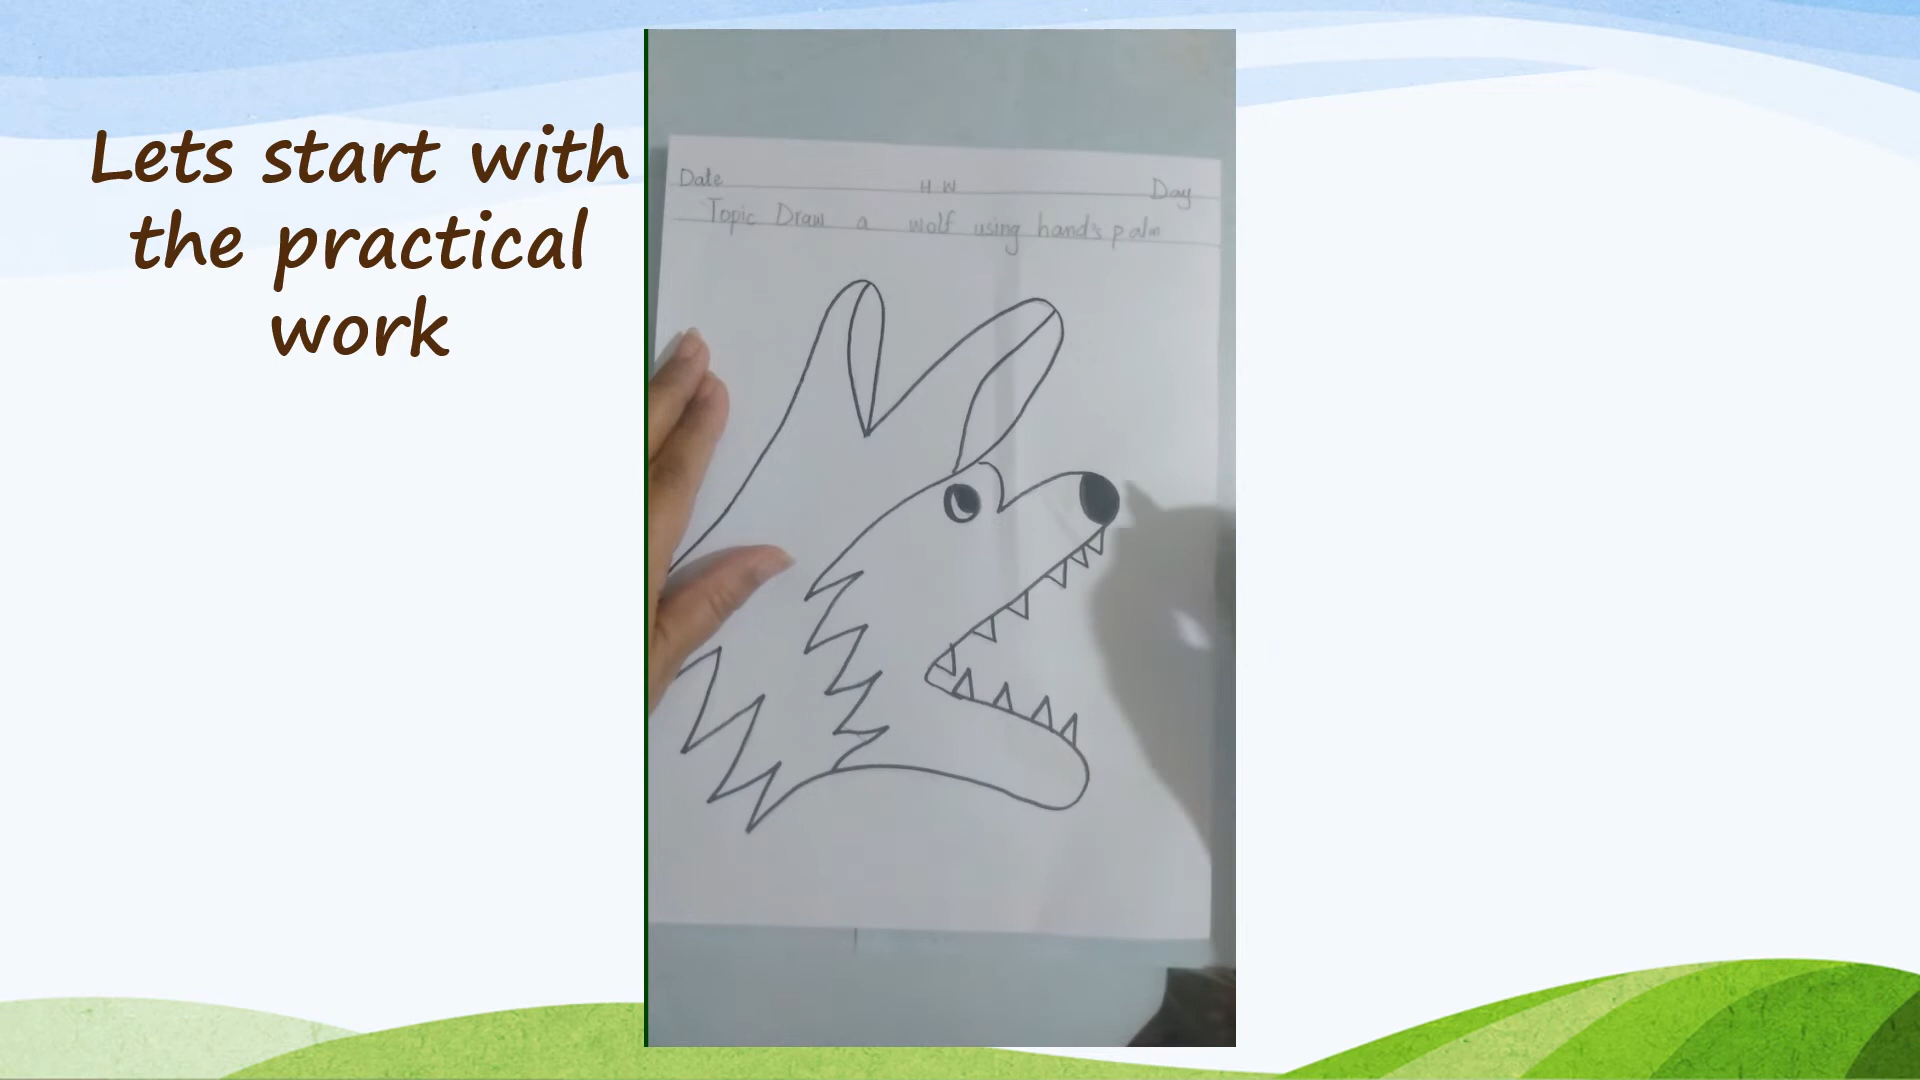 Lets start with
the practical
work
Date H.W Day
Topic Draw a wolf using hand's palm